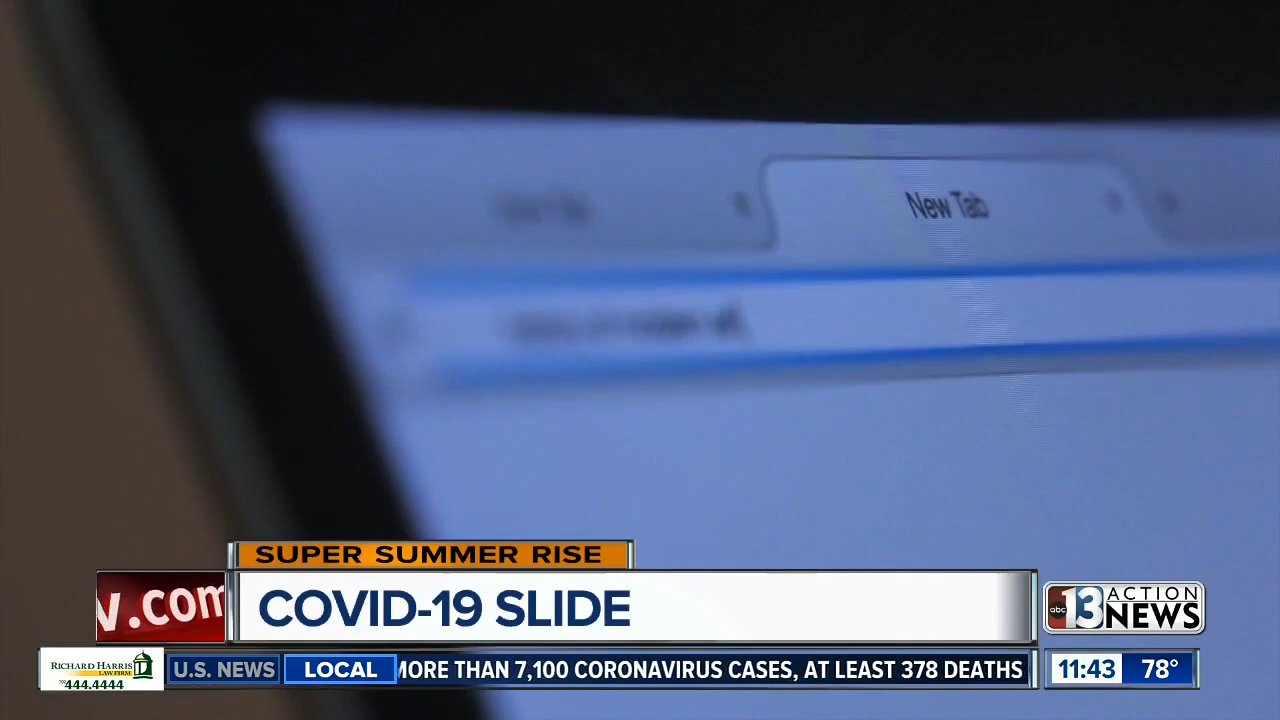 New Tab
SUPER SUMMER RISE
V.com
COVID-19 SLIDE
abc 13 ACTION
NEWS
RICHARD HARRIS
LAW FIRM
702 444.4444
U.S. NEWS
LOCAL
MORE THAN 7,100 CORONAVIRUS CASES, AT LEAST 378 DEATHS
11:43
78°